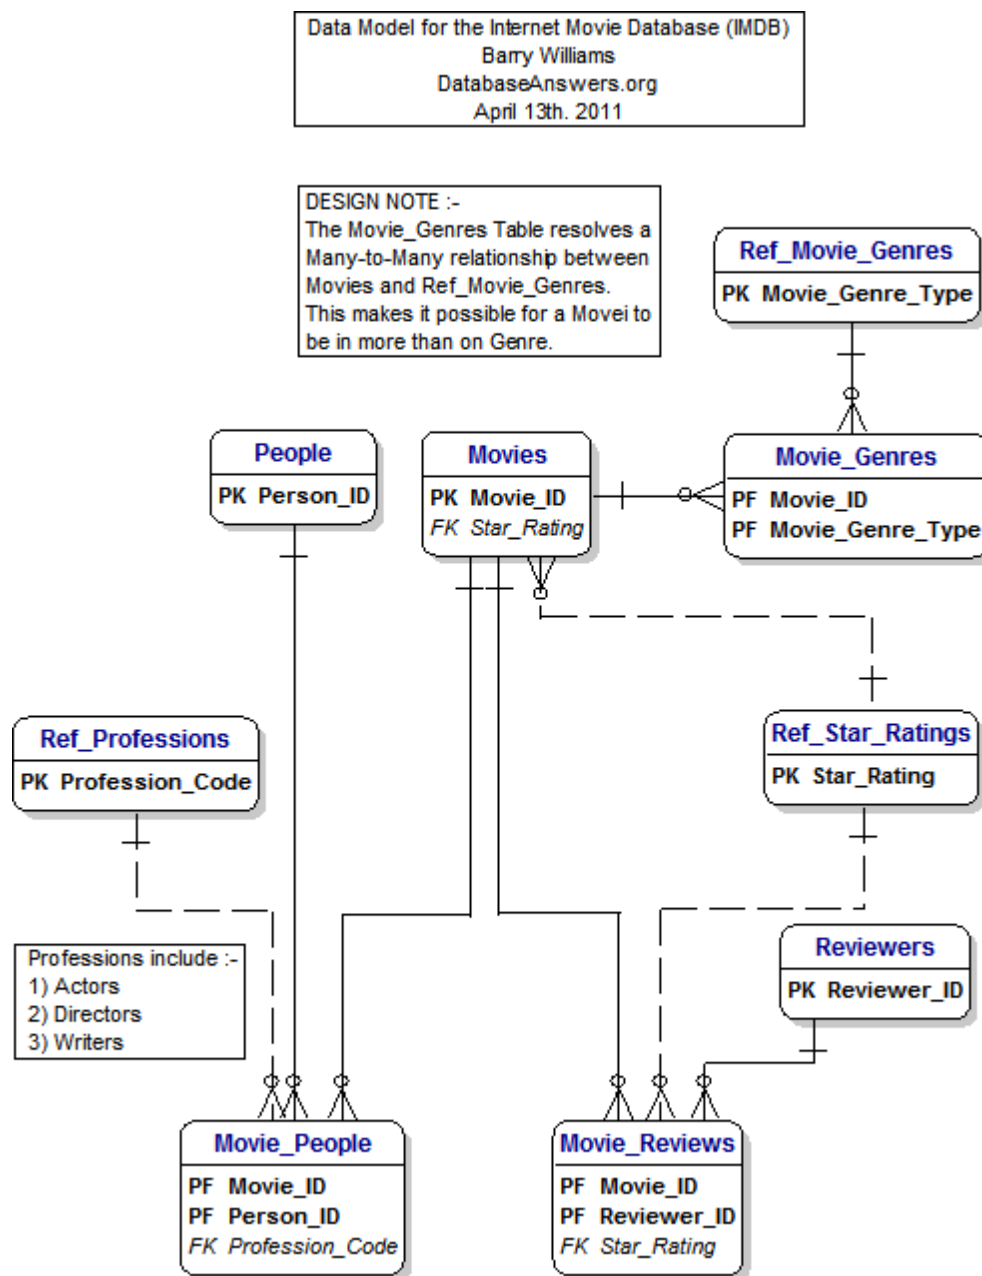 Data Model for the Internet Movie Database (IMDB)
Barry Williams
DatabaseAnswers.org
April 13th. 2011
DESIGN NOTE :-
The Movie_Genres Table resolves a
Many-to-Many relationship between
Movies and Ref_Movie_Genres.
This makes it possible for a Movei to
be in more than on Genre.
Ref_Movie_Genres
PK Movie_Genre_Type
People
PK Person_ID
Movies
PK Movie_ID
FK Star_Rating
Movie_Genres
PF Movie_ID
PF Movie_Genre_Type
Ref_Professions
PK Profession_Code
Ref_Star_Ratings
PK Star_Rating
Professions include :-
1) Actors
2) Directors
3) Writers
Reviewers
PK Reviewer_ID
Movie_People
PF Movie_ID
PF Person_ID
FK Profession_Code
Movie_Reviews
PF Movie_ID
PF Reviewer_ID
FK Star_Rating